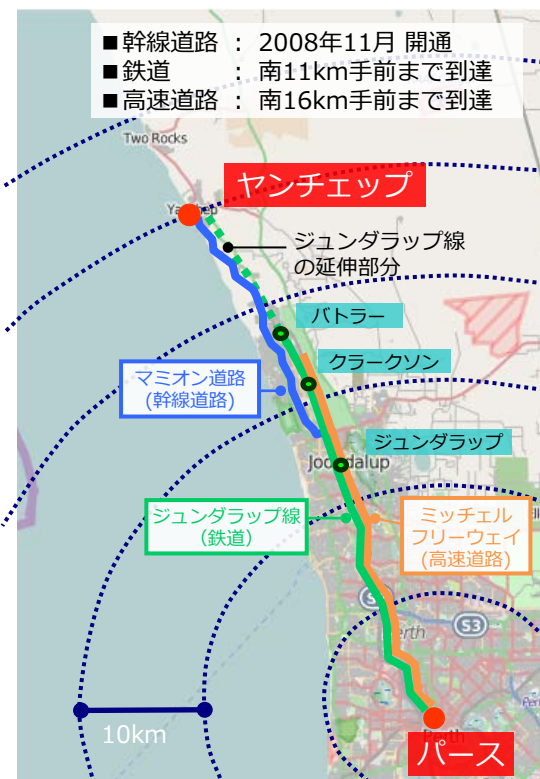 ■幹線道路 : 2008年11月 開通
■鉄道 : 南11km手前まで到達
■高速道路 : 南16km手前まで到達
Two Rocks
ヤンチェップ
ジュンダラップ線
の延伸部分
バトラー
クラークソン
マミオン道路
(幹線道路)
ジュンダラップ
Joondalup
ジュンダラップ線
(鉄道)
ミッチェル
フリーウェイ
(高速道路)
S3
Perth
10km
Perth
パース